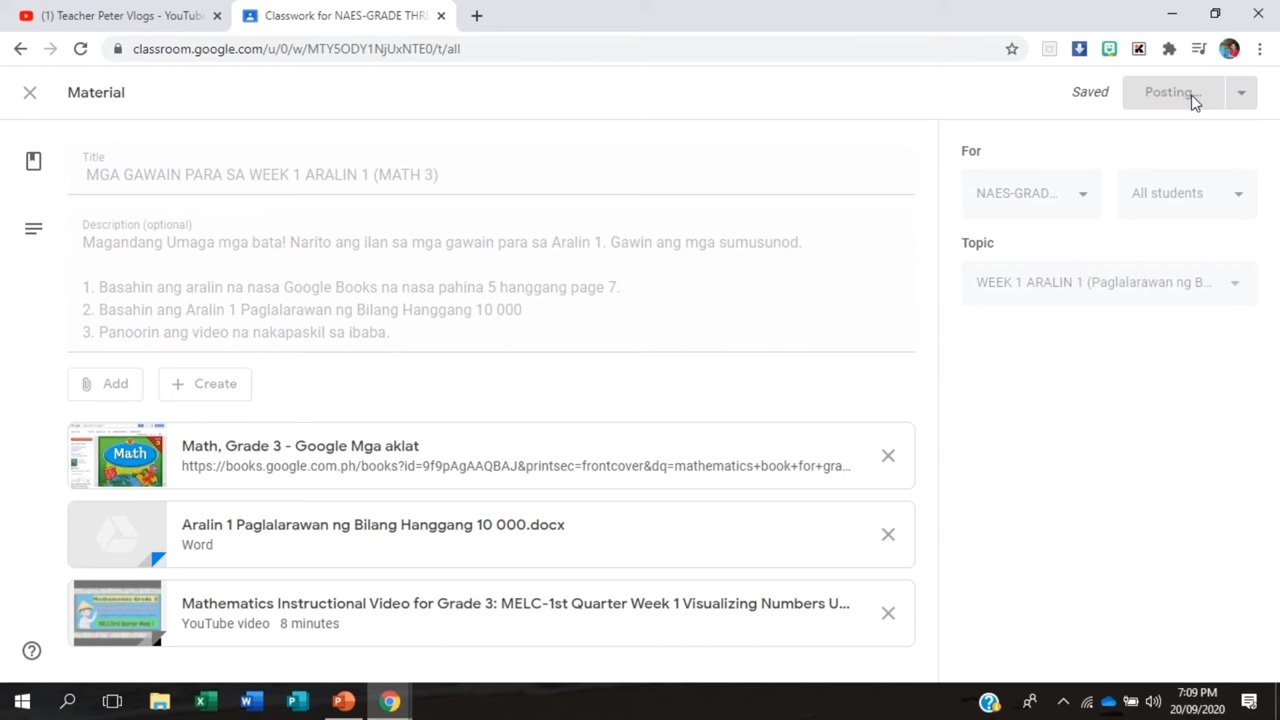 (1) Teacher Peter Vlogs - YouTube
Classwork for NAES-GRADE THRE
classroom.google.com/u/0/w/MTY5ODY1NjUxNTE0/t/all
Material
Saved
Posting...
Title
MGA GAWAIN PARA SA WEEK 1 ARALIN 1 (MATH 3)
Description (optional)
Magandang Umaga mga bata! Narito ang ilan sa mga gawain para sa Aralin 1. Gawin ang mga sumusunod.
1. Basahin ang aralin na nasa Google Books na nasa pahina 5 hanggang page 7.
2. Basahin ang Aralin 1 Paglalarawan ng Bilang Hanggang 10 000
3. Panoorin ang video na nakapaskil sa ibaba.
Add
Create
Math
Math, Grade 3 - Google Mga aklat
https://books.google.com.ph/books?id=9f9pAgAAQBAJ&printsec=frontcover&dq=mathematics+book+for+gra...
Aralin 1 Paglalarawan ng Bilang Hanggang 10 000.docx
Word
Mathematics Grade 3
Mathematics Instructional Video for Grade 3: MELC-1st Quarter Week 1 Visualizing Numbers U...
YouTube video 8 minutes
For
NAES-GRAD...
All students
Topic
WEEK 1 ARALIN 1 (Paglalarawan ng B...
7:09 PM
20/09/2020